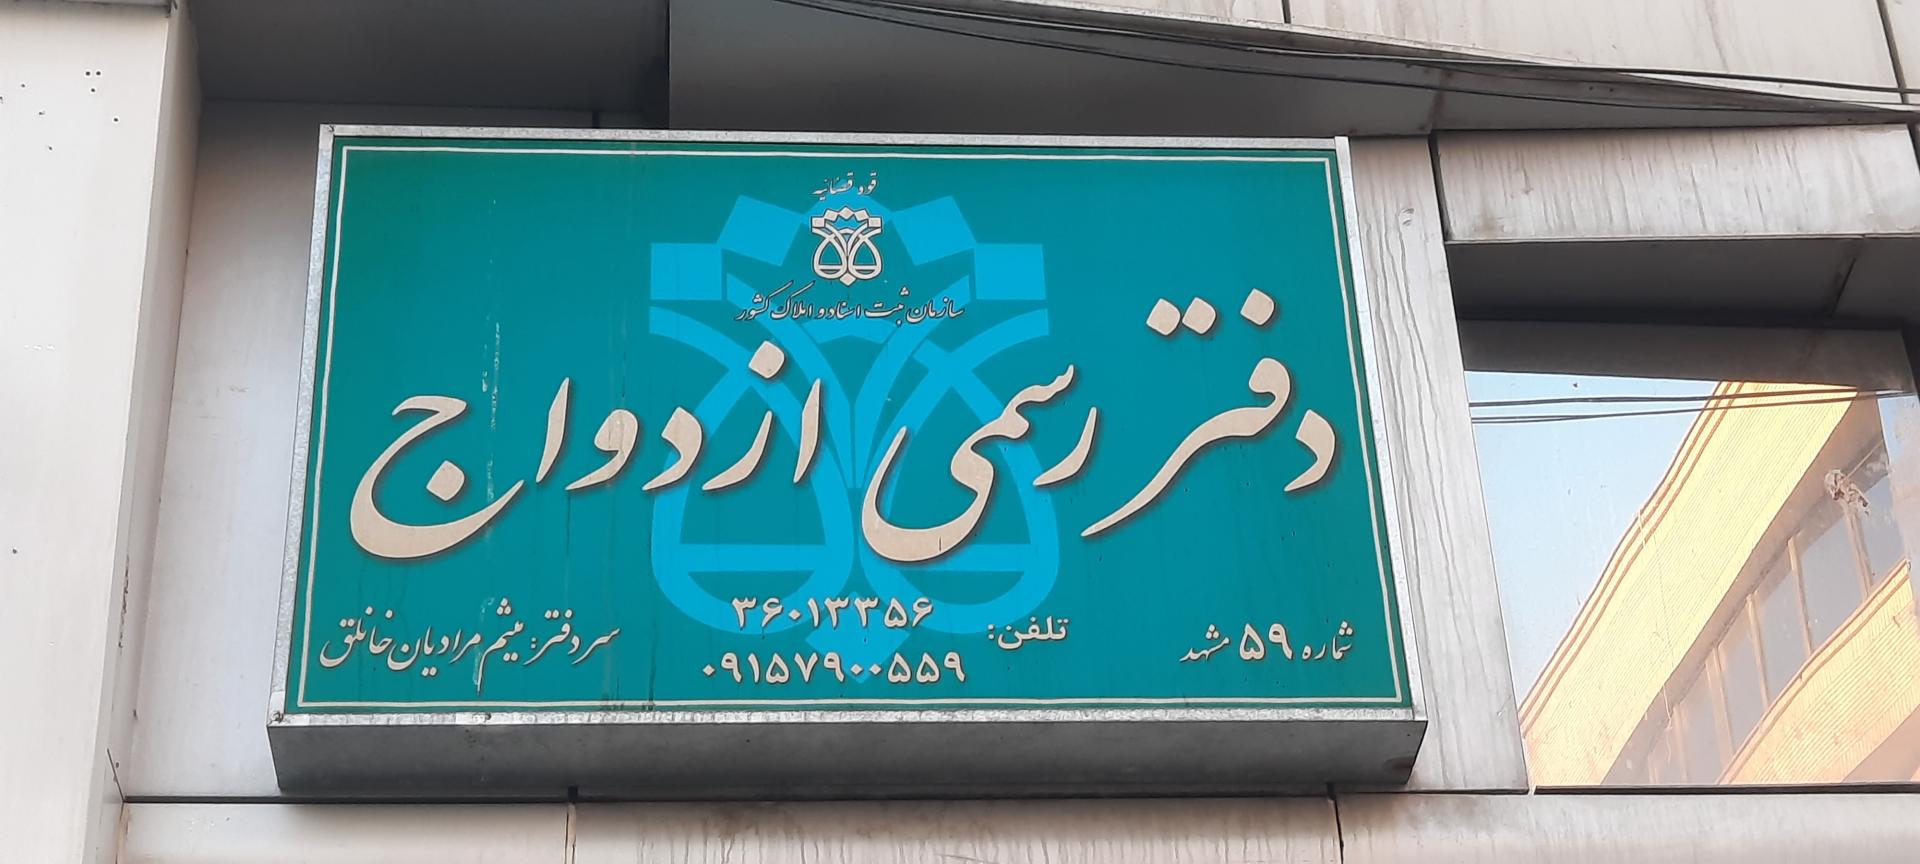 قوه قضائیه
سازمان ثبت اسناد و املاک کشور
دفتر رسمی ازدواج
شماره ۵۹ مشهد
تلفن: ۳۶۰۱۳۳۵۶
۰۹۱۵۷۹۰۰۵۵۹
سردفتر: میثم مرادیان خانلق